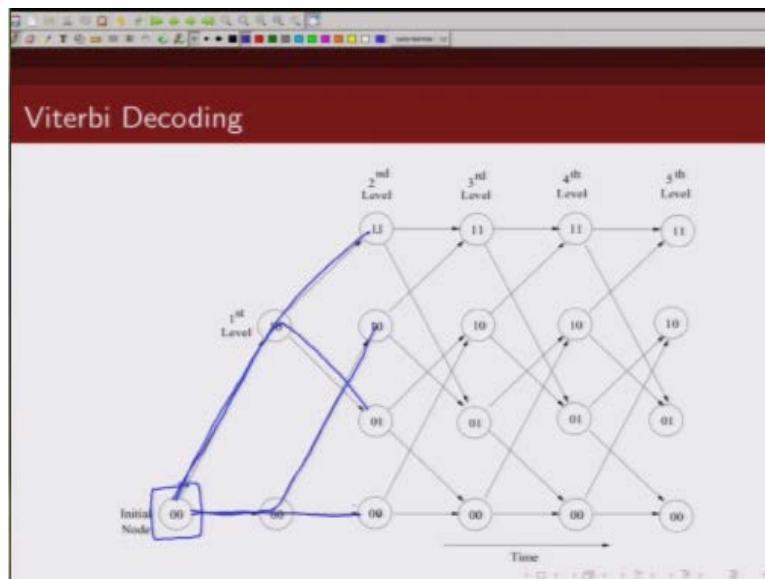 Viterbi Decoding
2nd Level
3rd Level
4th Level
5th Level
11 11 11 11
1st Level
10 10 10 10 10
01 01 01 01
Initial Node
00 00 00 00 00 00
Time